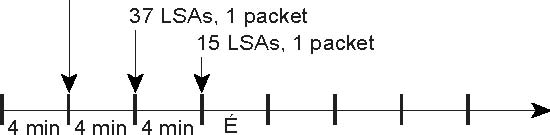 37 LSAs, 1 packet
15 LSAs, 1 packet
4 min 4 min 4 min É